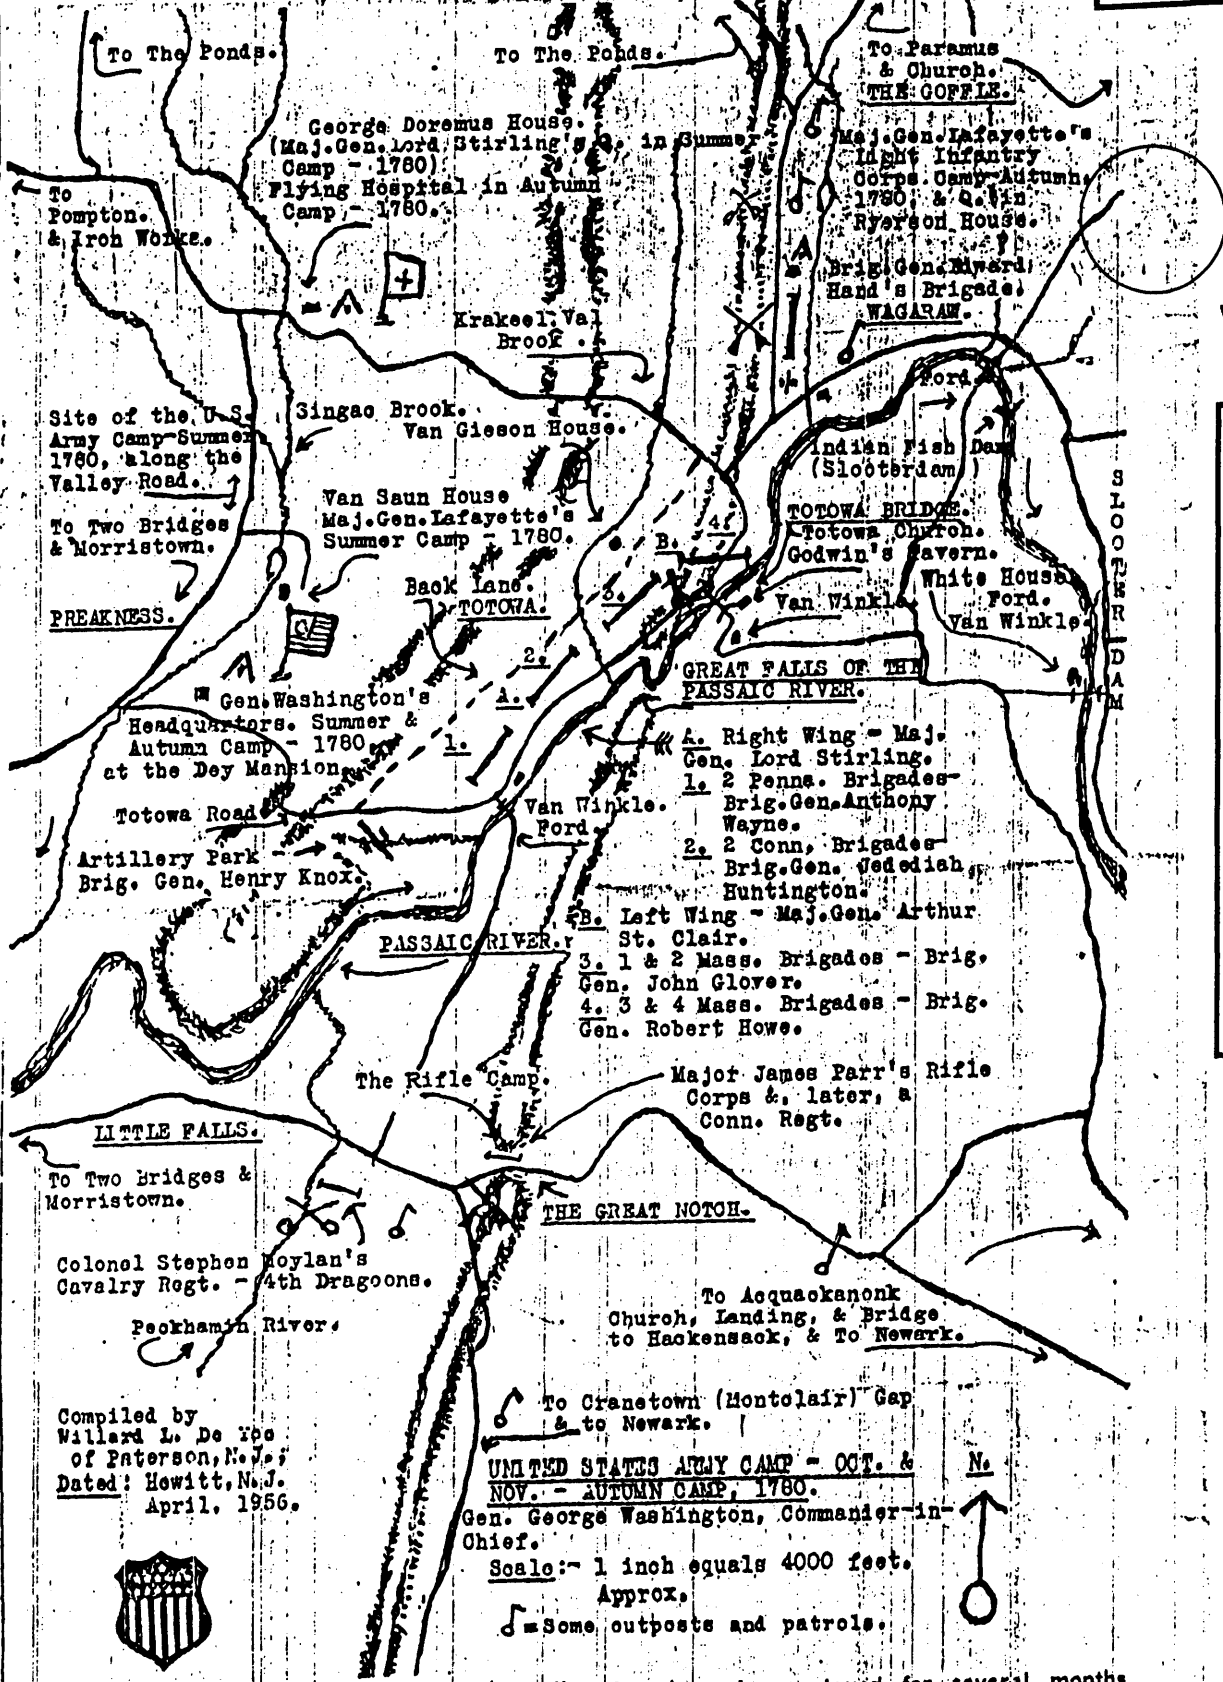 To The Ponds.
To The Ponds.
To Paramus
& Church.
THE GOFFLE.
George Doremus House.
(Maj.Gen.Lord Stirling's Q. in Summer
Camp - 1780)
Flying Hospital in Autumn
Camp - 1780.
Maj.Gen.Lafayette's
Light Infantry
Corps Camp-Autumn,
1780, & Q. in
Ryerson House.
To
Pompton.
& Iron Works.
Brig.Gen.Edward
Hand's Brigade.
WAGARAW.
Krakeel Val
Brook.
Ford.
Site of the U.S.
Army Camp-Summer
1780, along the
Valley Road.
Singac Brook.
Van Gieson House.
Indian Fish Dam
(Slooterdam)
SLOOTER DAM
Van Saun House
Maj.Gen.Lafayette's
Summer Camp - 1780.
To Two Bridges
& Morristown.
4.
B.
TOTOWA BRIDGE.
Totowa Church.
Godwin's Tavern.
White House
Ford.
Van Winkle.
Van Winkle.
Back Lane.
TOTOWA.
3.
PREAKNESS.
2.
GREAT FALLS OF THE
PASSAIC RIVER.
A.
Gen.Washington's
Headquarters. Summer &
Autumn Camp - 1780
at the Dey Mansion.
1.
A. Right Wing - Maj.
Gen. Lord Stirling.
1. 2 Penna. Brigades-
Brig.Gen.Anthony
Wayne.
2. 2 Conn. Brigades-
Brig.Gen. Jedediah
Huntington.
B. Left Wing - Maj.Gen. Arthur
St. Clair.
3. 1 & 2 Mass. Brigades - Brig.
Gen. John Glover.
4. 3 & 4 Mass. Brigades - Brig.
Gen. Robert Howe.
Totowa Road
Van Winkle.
Ford.
Artillery Park -
Brig. Gen. Henry Knox.
PASSAIC RIVER.
The Rifle Camp.
Major James Parr's Rifle
Corps &, later, a
Conn. Regt.
LITTLE FALLS.
To Two Bridges &
Morristown.
THE GREAT NOTCH.
Colonel Stephen Moylan's
Cavalry Regt. - 4th Dragoons.
Peckhamin River.
To Acquackanonk
Church, Landing, & Bridge
to Hackensack, & To Newark.
To Cranetown (Montclair) Gap
& to Newark.
Compiled by
Willard L. De Yoe
of Paterson, N.J.;
Dated: Hewitt, N.J.
April, 1956.
UNITED STATES ARMY CAMP - OCT. &
NOV. - AUTUMN CAMP, 1780.
N.
Gen. George Washington, Commander-in-
Chief.
Scale:- 1 inch equals 4000 feet.
Approx.
= Some outposts and patrols.
for several months